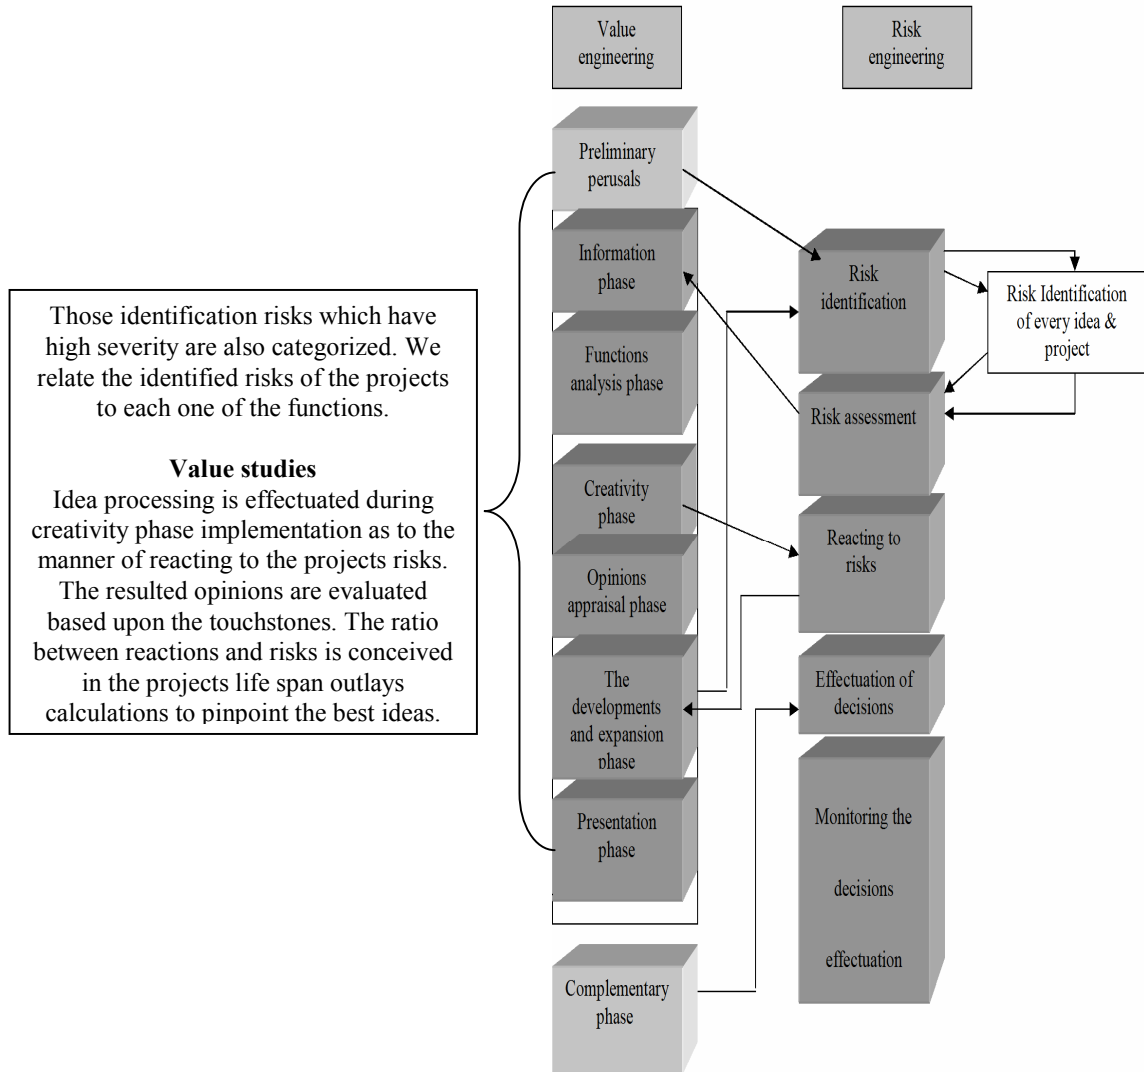 Value
engineering
Risk
engineering
Preliminary
perusals
Information
phase
Functions
analysis phase
Creativity
phase
Opinions
appraisal phase
The
developments
and expansion
phase
Presentation
phase
Complementary
phase
Risk
identification
Risk assessment
Reacting to
risks
Effectuation of
decisions
Monitoring the
decisions
effectuation
Risk Identification
of every idea &
project
Those identification risks which have
high severity are also categorized. We
relate the identified risks of the projects
to each one of the functions.
Value studies
Idea processing is effectuated during
creativity phase implementation as to the
manner of reacting to the projects risks.
The resulted opinions are evaluated
based upon the touchstones. The ratio
between reactions and risks is conceived
in the projects life span outlays
calculations to pinpoint the best ideas.